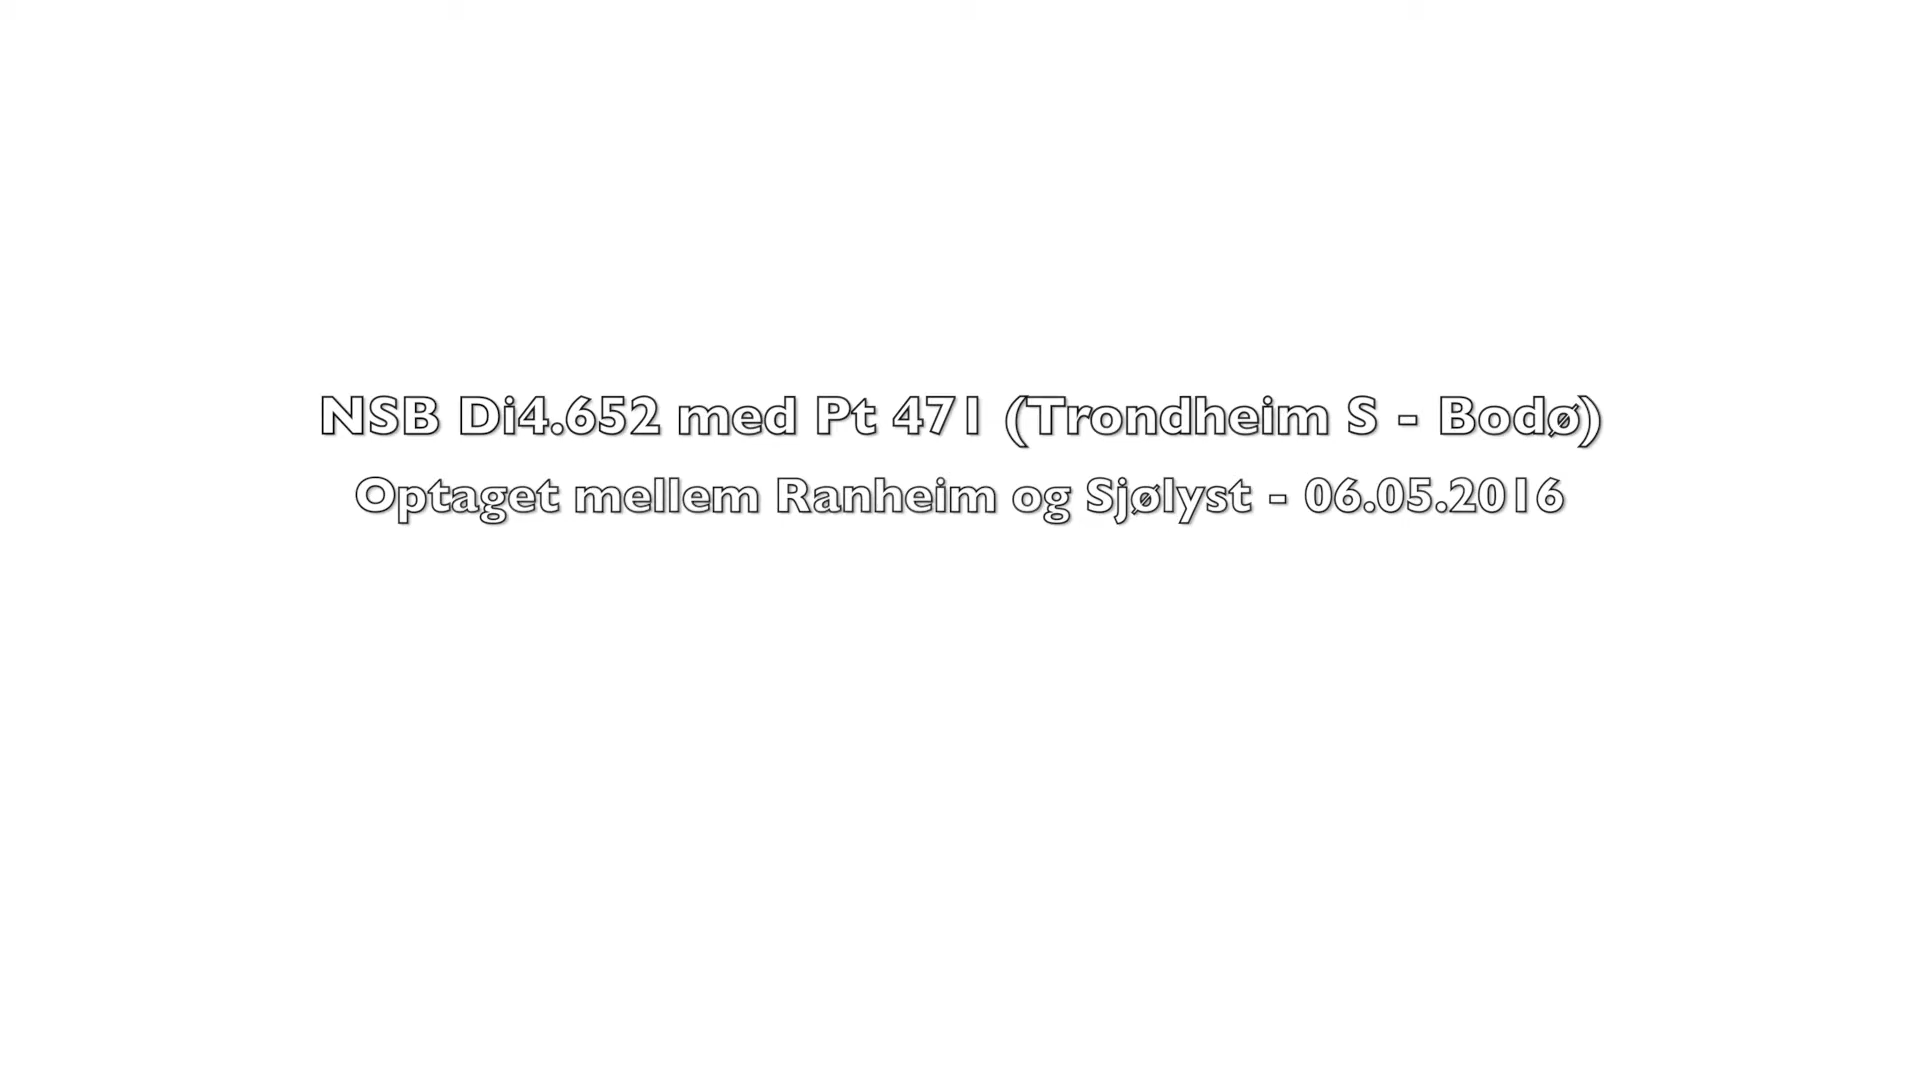 NSB Di4.652 med Pt 471 (Trondheim S - Bodø)
Optaget mellem Ranheim og Sjølyst - 06.05.2016